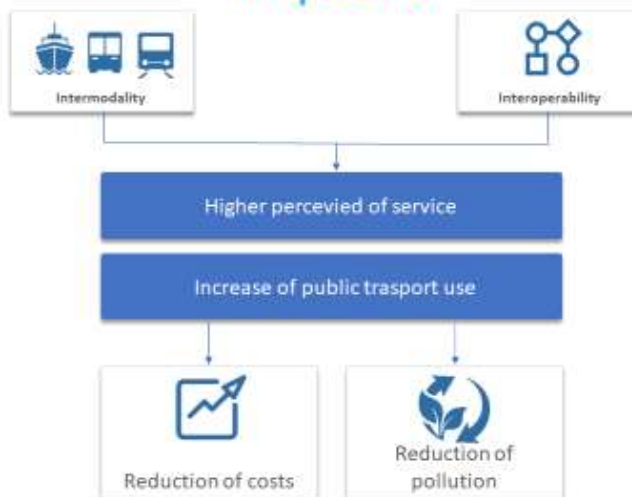 Intermodality
Interoperability
Higher percevied of service
Increase of public trasport use
Reduction of costs
Reduction of
pollution